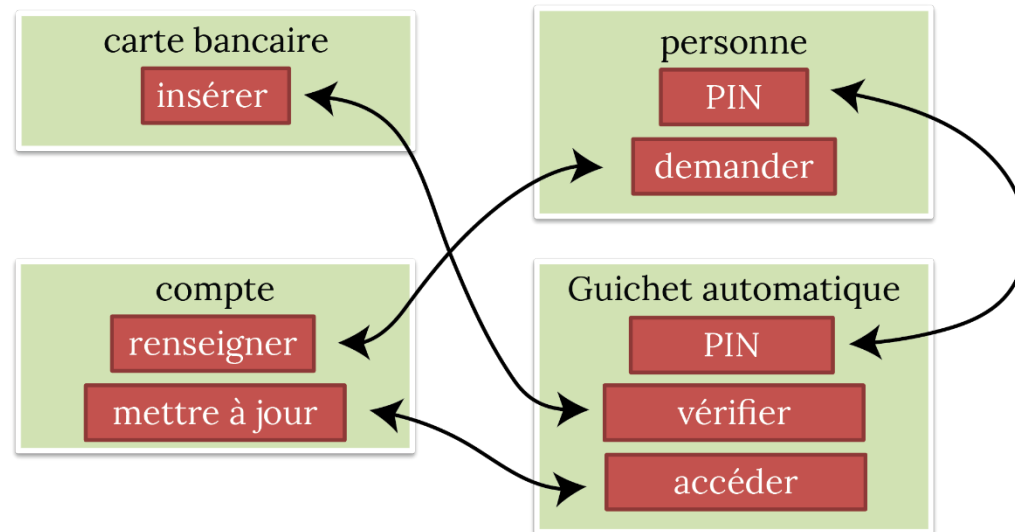 carte bancaire
insérer
personne
PIN
demander
compte
renseigner
mettre à jour
Guichet automatique
PIN
vérifier
accéder